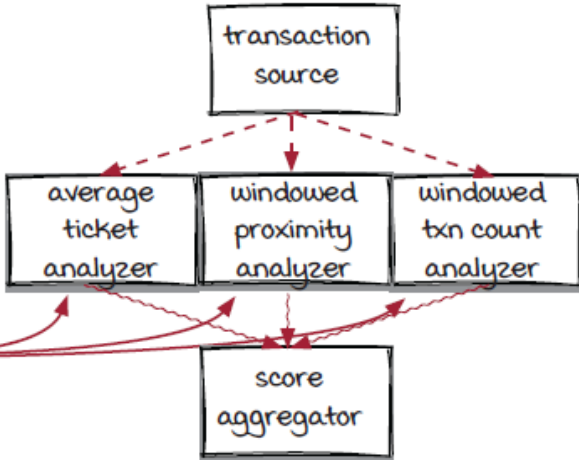 transaction
source
average
ticket
analyzer
windowed
proximity
analyzer
windowed
txn count
analyzer
score
aggregator